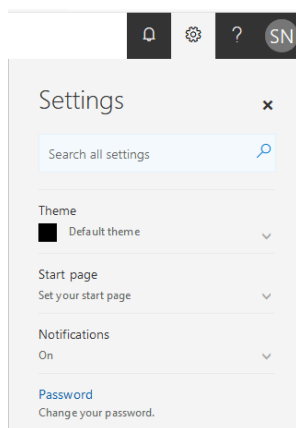 ?
SN
Settings
Search all settings
Theme
Default theme
Start page
Set your start page
Notifications
On
Password
Change your password.